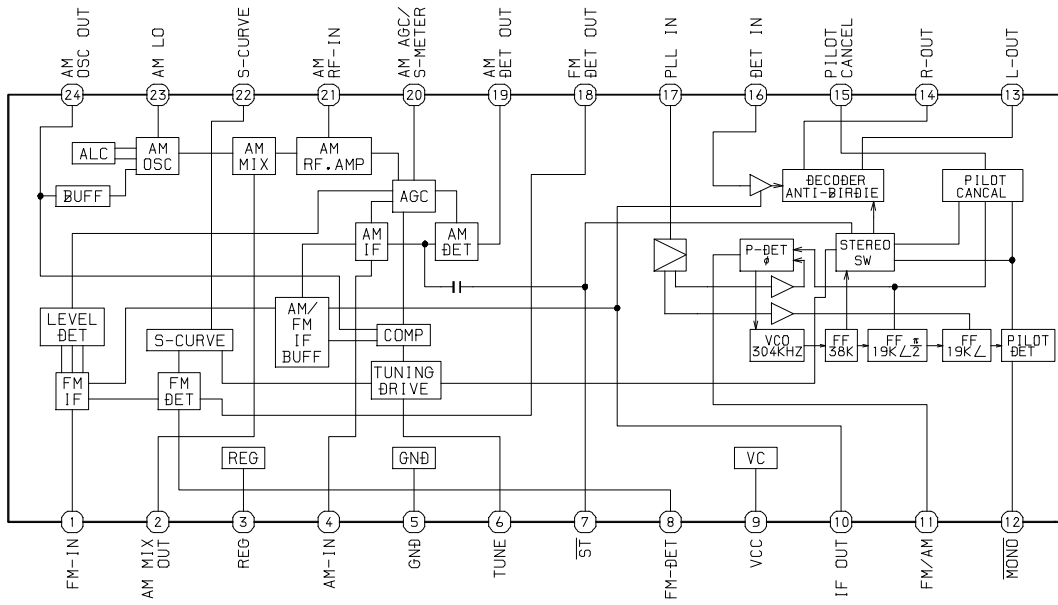 AM
OSC OUT
AM LO
S-CURVE
AM
RF-IN
AM AGC/
S-METER
AM
DET OUT
FM
DET OUT
PLL IN
DET IN
PILOT
CANCEL
R-OUT
L-OUT
24
23
22
21
20
19
18
17
16
15
14
13
ALC
AM
OSC
AM
MIX
AM
RF.AMP
BUFF
AGC
DECODER
ANTI-BIRDIE
PILOT
CANCAL
AM
IF
AM
DET
P-DET
φ
STEREO
SW
LEVEL
DET
AM/
FM
IF
BUFF
S-CURVE
COMP
VCO
304KHZ
FF
38K
FF
19K∠π/2
FF
19K∠
PILOT
DET
FM
IF
FM
DET
TUNING
DRIVE
REG
GND
VC
1
2
3
4
5
6
7
8
9
10
11
12
FM-IN
AM MIX
OUT
REG
AM-IN
GND
TUNE
S̅T̅
FM-DET
VCC
IF OUT
FM/AM
M̅O̅N̅O̅